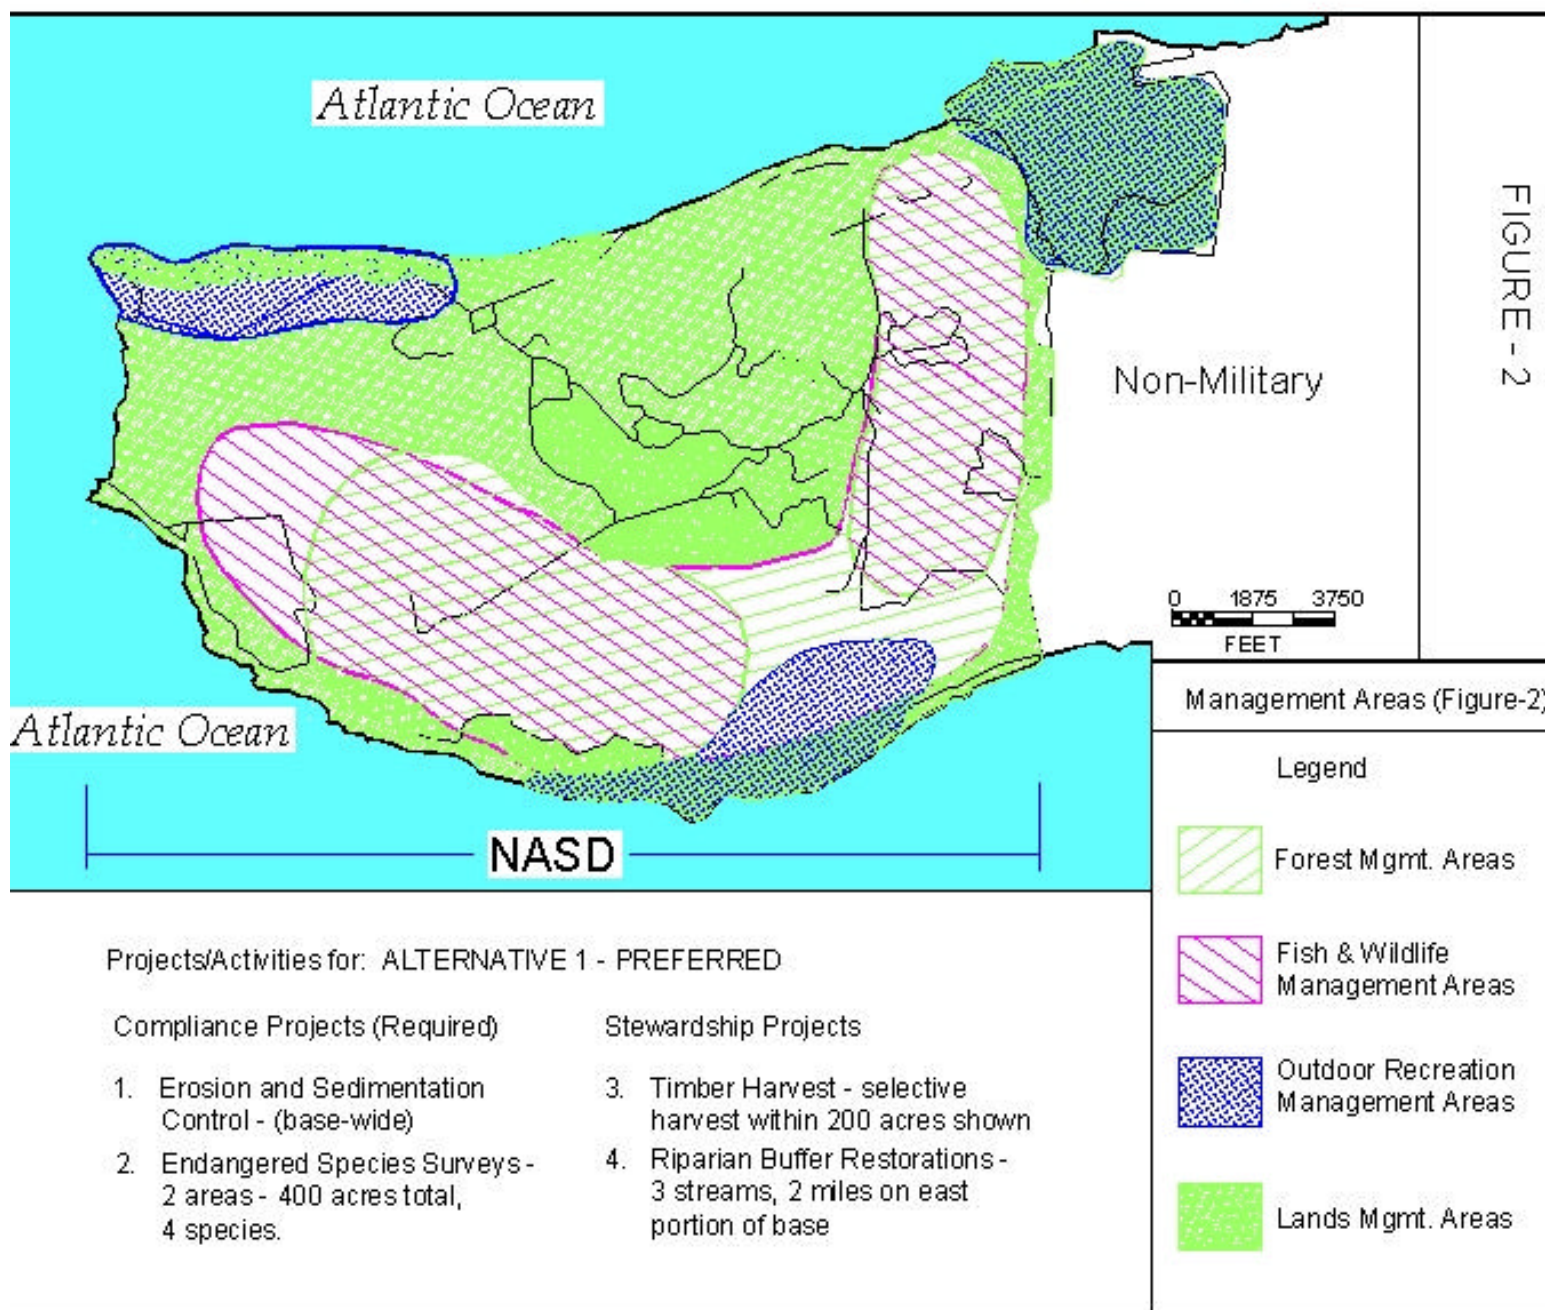 Atlantic Ocean
FIGURE - 2
Non-Military
0 1875 3750
FEET
Atlantic Ocean
NASD
Management Areas (Figure-2)
Legend
Forest Mgmt. Areas
Fish & Wildlife
Management Areas
Outdoor Recreation
Management Areas
Lands Mgmt. Areas
Projects/Activities for: ALTERNATIVE 1 - PREFERRED
Compliance Projects (Required)
1. Erosion and Sedimentation
Control - (base-wide)
2. Endangered Species Surveys -
2 areas - 400 acres total,
4 species.
Stewardship Projects
3. Timber Harvest - selective
harvest within 200 acres shown
4. Riparian Buffer Restorations -
3 streams, 2 miles on east
portion of base